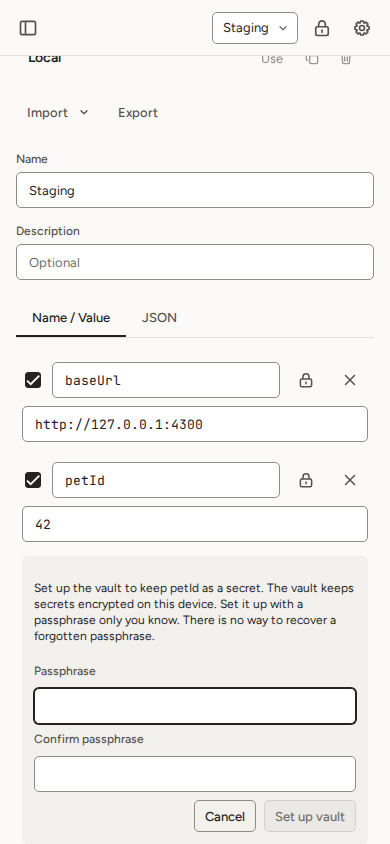 Staging
Local
Use
Import
Export
Name
Staging
Description
Optional
Name / Value
JSON
baseUrl
http://127.0.0.1:4300
petId
42
Set up the vault to keep petId as a secret. The vault keeps
secrets encrypted on this device. Set it up with a
passphrase only you know. There is no way to recover a
forgotten passphrase.
Passphrase
Confirm passphrase
Cancel
Set up vault